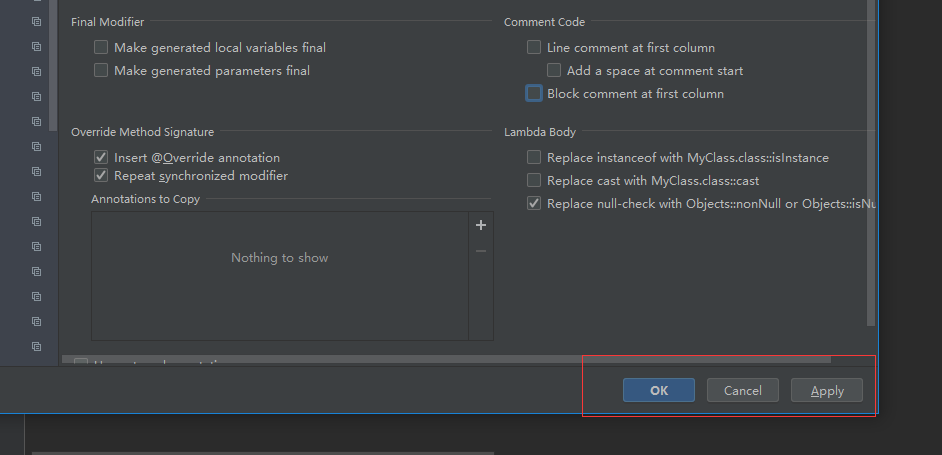 Final Modifier
Make generated local variables final
Make generated parameters final
Override Method Signature
Insert @Override annotation
Repeat synchronized modifier
Annotations to Copy
Nothing to show
Comment Code
Line comment at first column
Add a space at comment start
Block comment at first column
Lambda Body
Replace instanceof with MyClass.class::isInstance
Replace cast with MyClass.class::cast
Replace null-check with Objects::nonNull or Objects::isNu
OK
Cancel
Apply